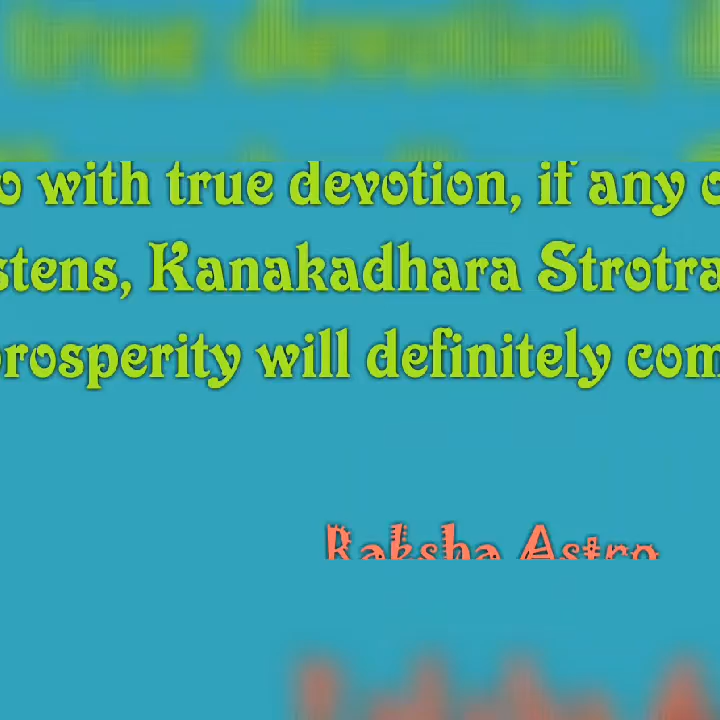 o with true devotion, if any
stens, Kanakadhara Strotra
prosperity will definitely com
Raksha Astro